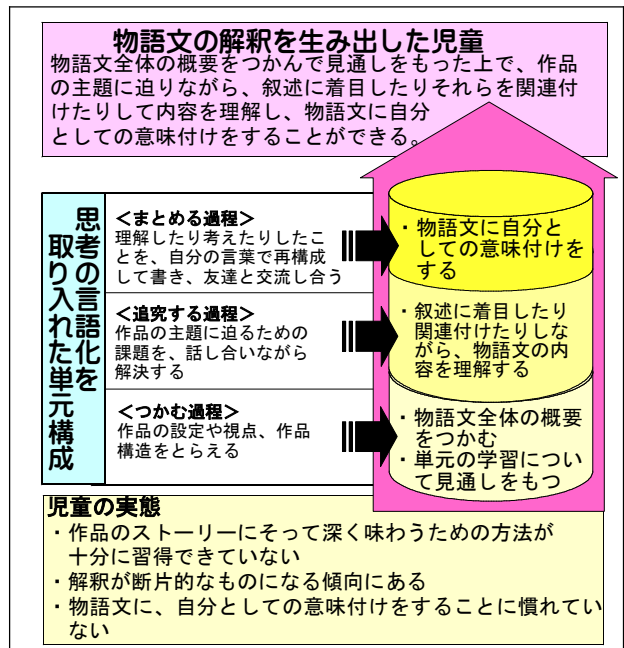 物語文の解釈を生み出した児童
物語文全体の概要をつかんで見通しをもった上で、作品
の主題に迫りながら、叙述に着目したりそれらを関連付
けたりして内容を理解し、物語文に自分
としての意味付けをすることができる。
思考の言語化を
取り入れた単元構成
＜まとめる過程＞
理解したり考えたりしたこ
とを、自分の言葉で再構成
して書き、友達と交流し合う
・物語文に自分と
しての意味付けを
する
＜追究する過程＞
作品の主題に迫るための
課題を、話し合いながら
解決する
・叙述に着目したり
関連付けたりしな
がら、物語文の内
容を理解する
＜つかむ過程＞
作品の設定や視点、作品
構造をとらえる
・物語文全体の概要
をつかむ
・単元の学習につい
て見通しをもつ
児童の実態
・作品のストーリーにそって深く味わうための方法が
十分に習得できていない
・解釈が断片的なものになる傾向にある
・物語文に、自分としての意味付けをすることに慣れてい
ない